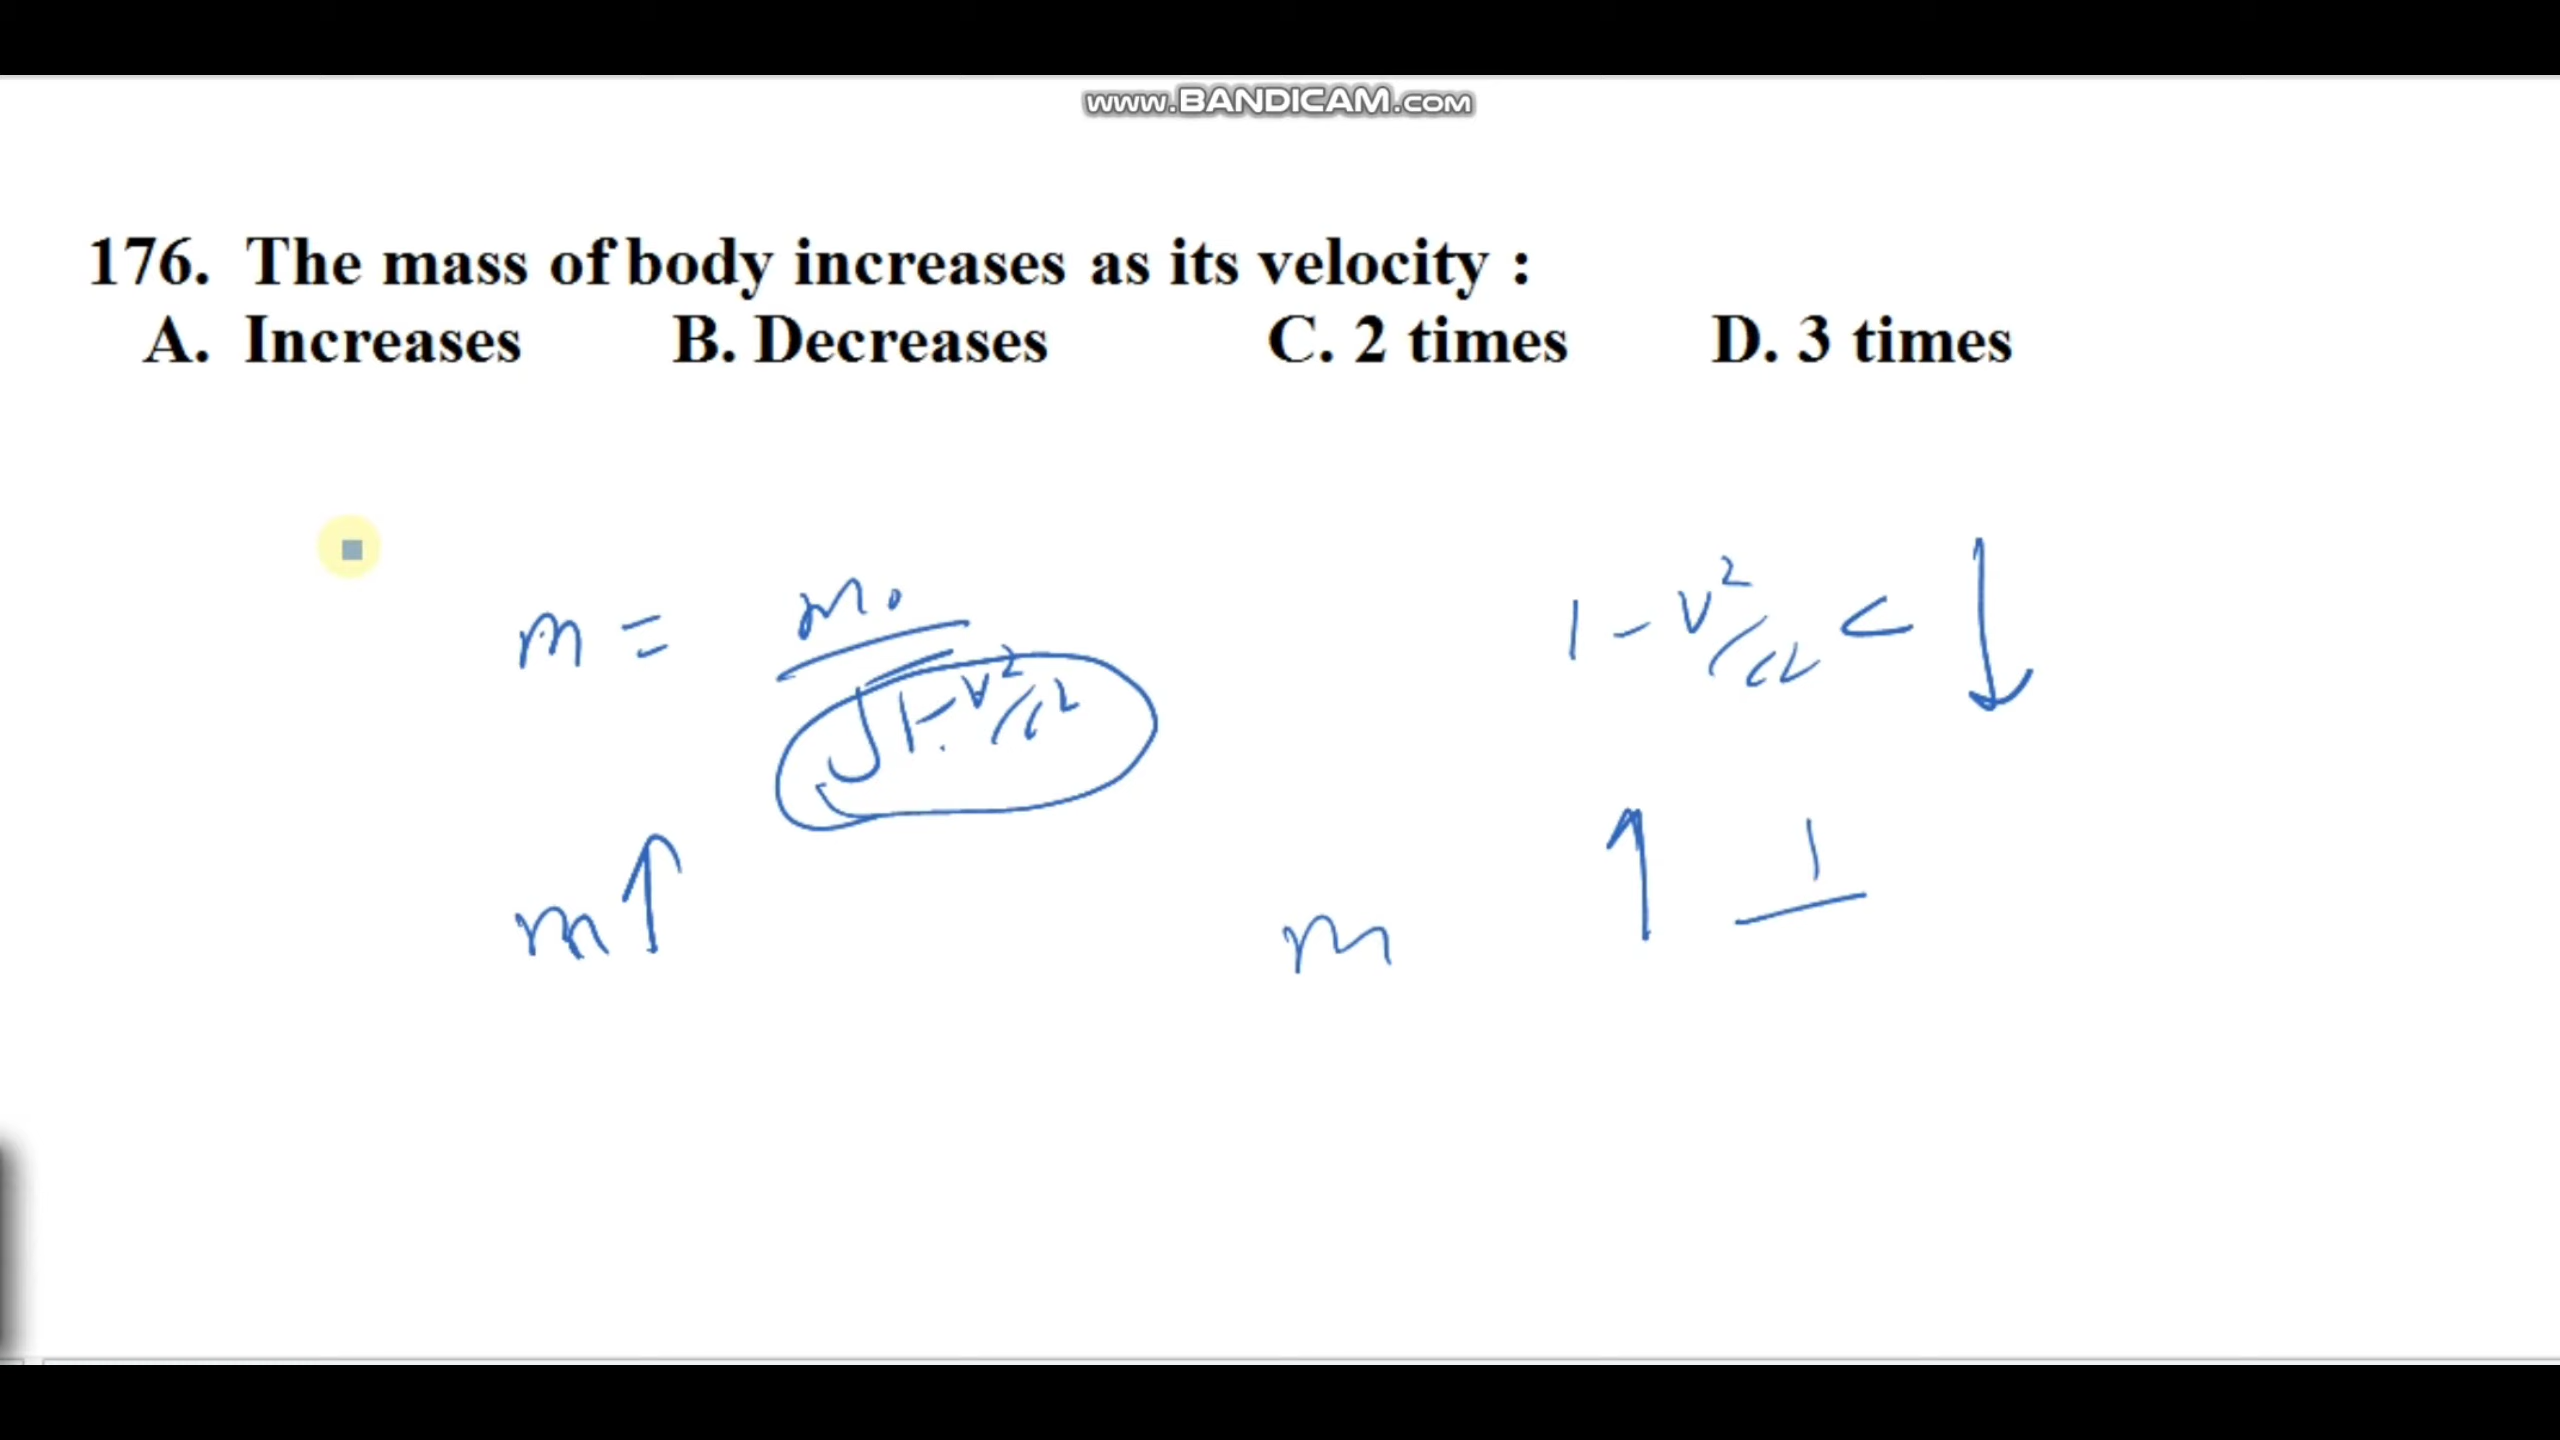 www.BANDICAM.com
176. The mass of body increases as its velocity :
A. Increases B. Decreases C. 2 times D. 3 times
m = m₀ / √1-v²/c²
1 - v²/c² < ↓
m↑
m ↑ 1